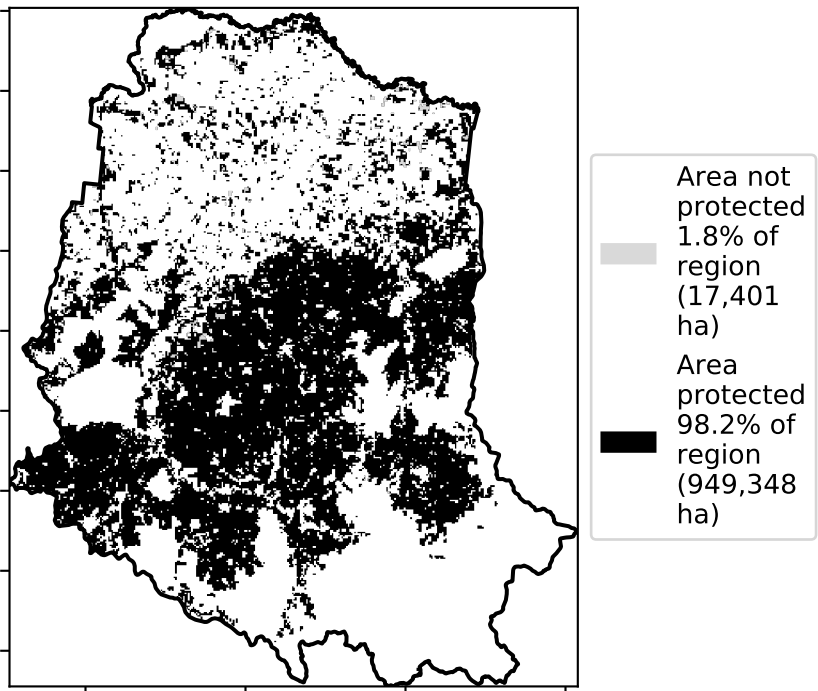 Area not
protected
1.8% of
region
(17,401
ha)
Area
protected
98.2% of
region
(949,348
ha)